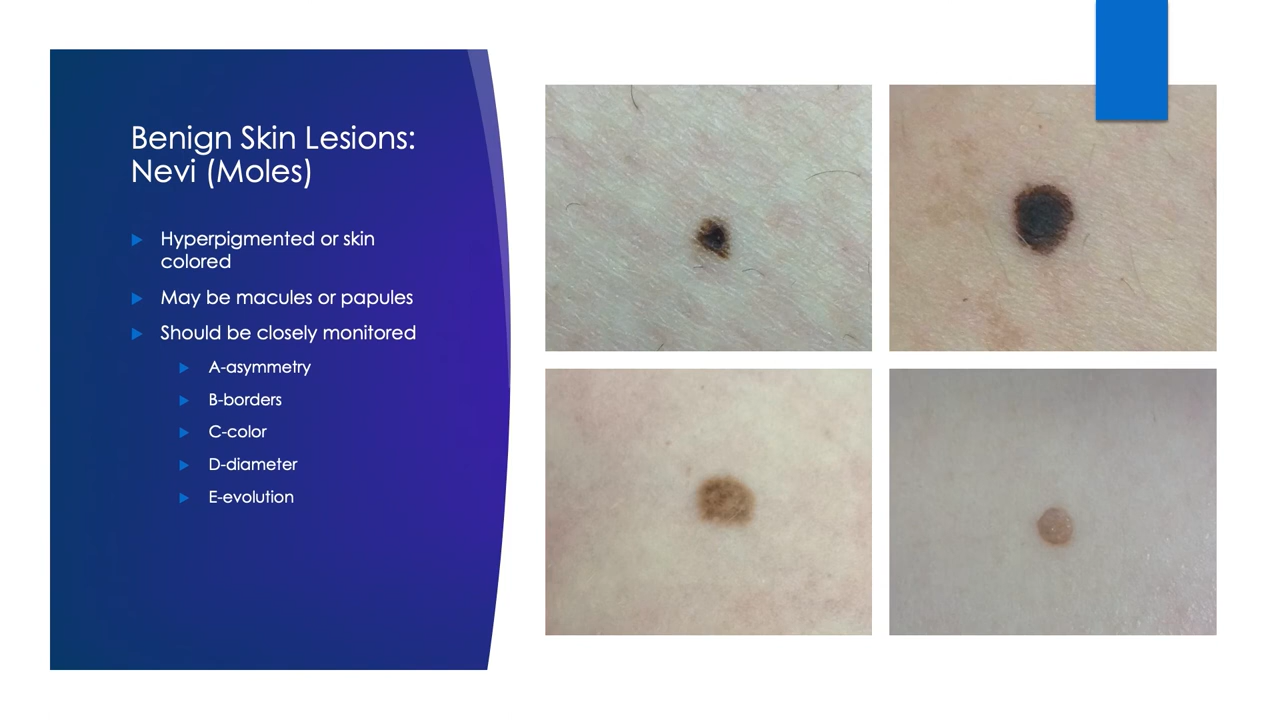 Benign Skin Lesions:
Nevi (Moles)
Hyperpigmented or skin
colored
May be macules or papules
Should be closely monitored
A-asymmetry
B-borders
C-color
D-diameter
E-evolution